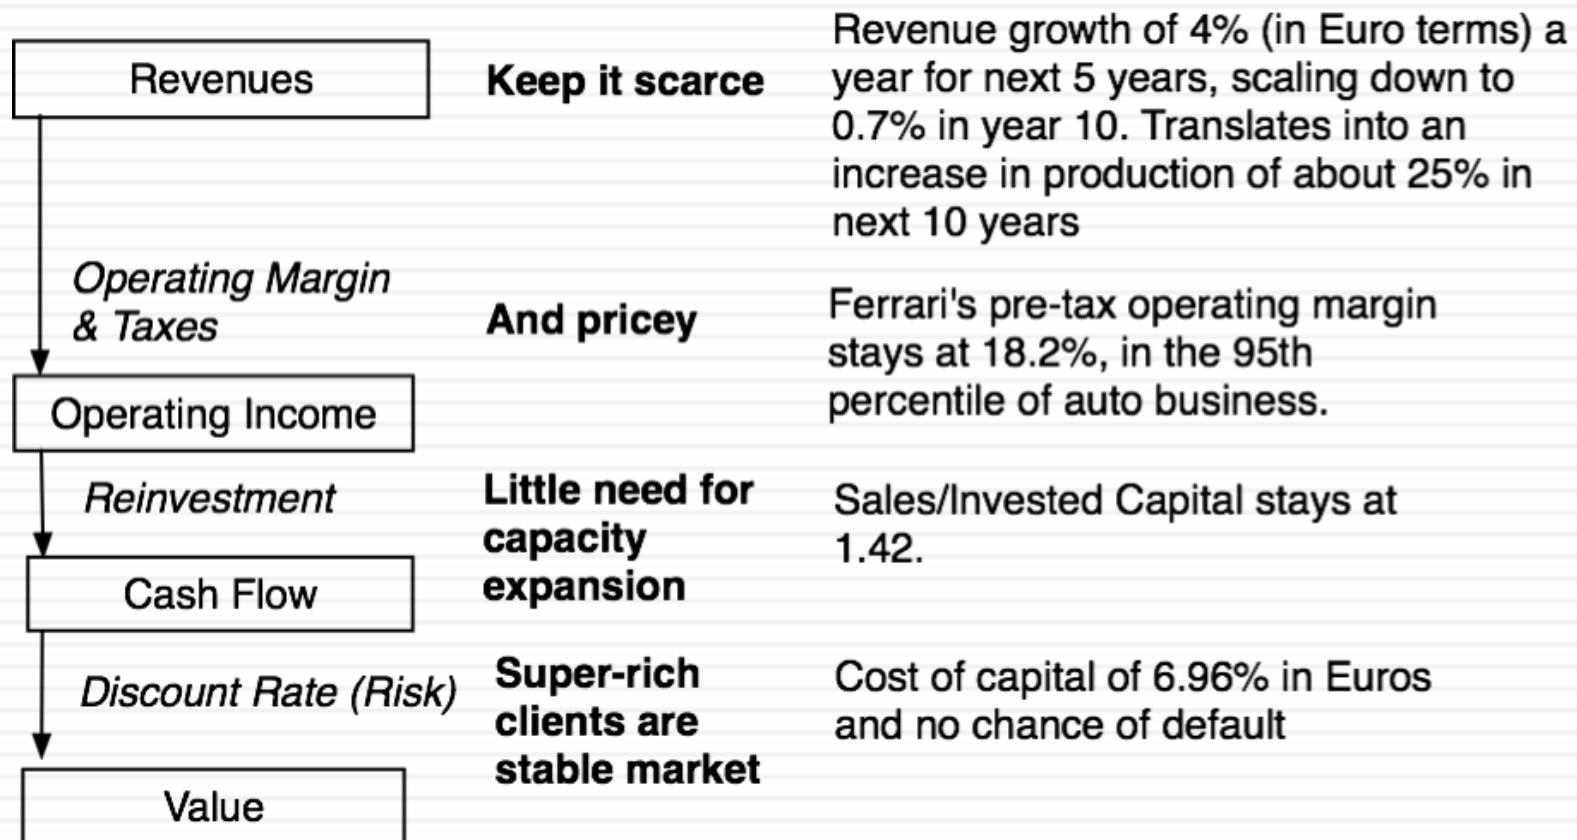 Revenues
Keep it scarce
Revenue growth of 4% (in Euro terms) a
year for next 5 years, scaling down to
0.7% in year 10. Translates into an
increase in production of about 25% in
next 10 years
Operating Margin
& Taxes
And pricey
Ferrari's pre-tax operating margin
stays at 18.2%, in the 95th
percentile of auto business.
Operating Income
Reinvestment
Little need for
capacity
expansion
Sales/Invested Capital stays at
1.42.
Cash Flow
Discount Rate (Risk)
Super-rich
clients are
stable market
Cost of capital of 6.96% in Euros
and no chance of default
Value